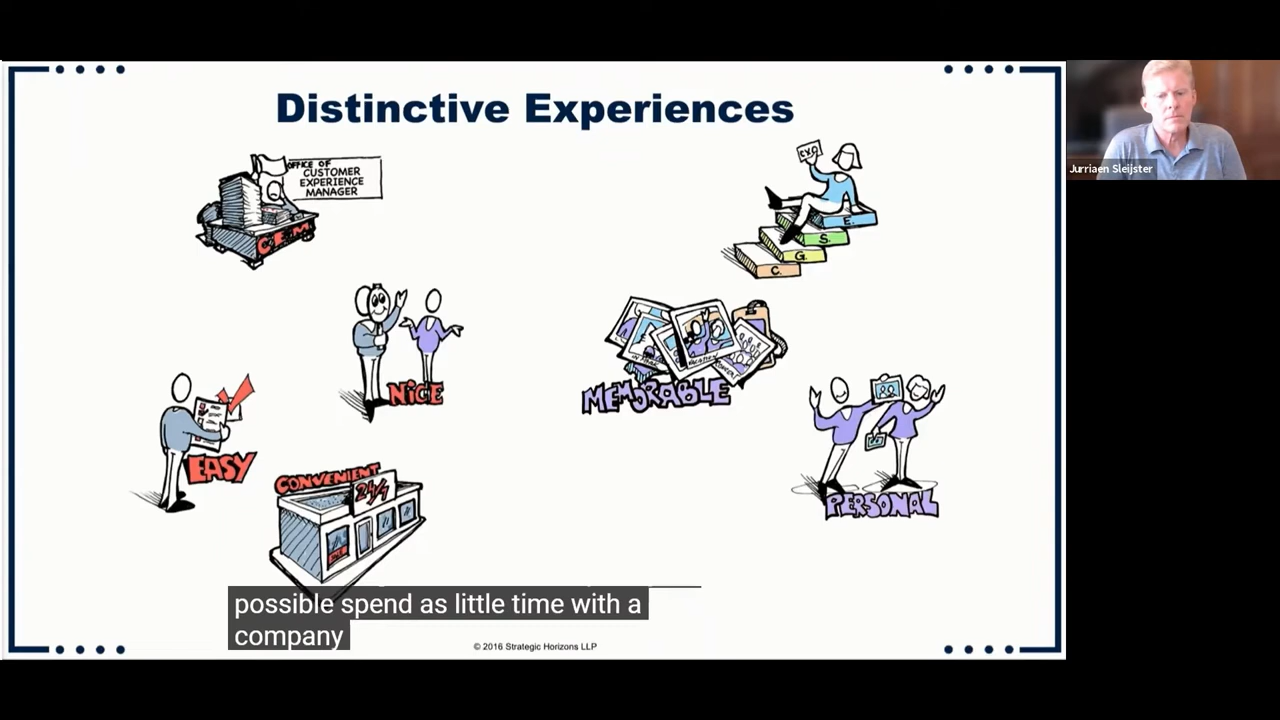 Distinctive Experiences
OFFICE OF
CUSTOMER
EXPERIENCE
MANAGER
C.E.M.
CXO
E.
S.
G.
C.
NICE
MEMORABLE
EASY
CONVENIENT
24/7
PERSONAL
possible spend as little time with a
company
© 2016 Strategic Horizons LLP
Jurriaen Sleijster